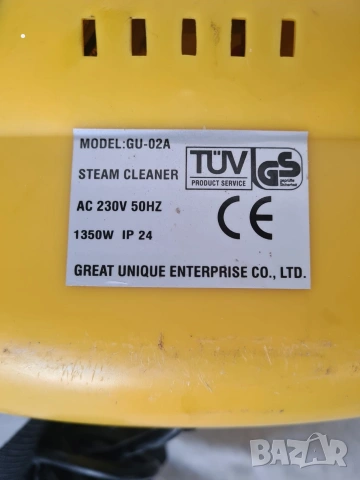 MODEL:GU-02A
STEAM CLEANER
AC 230V 50HZ
1350W IP 24
TÜV
PRODUCT SERVICE
GS
CE
GREAT UNIQUE ENTERPRISE CO., LTD.
BAZAR